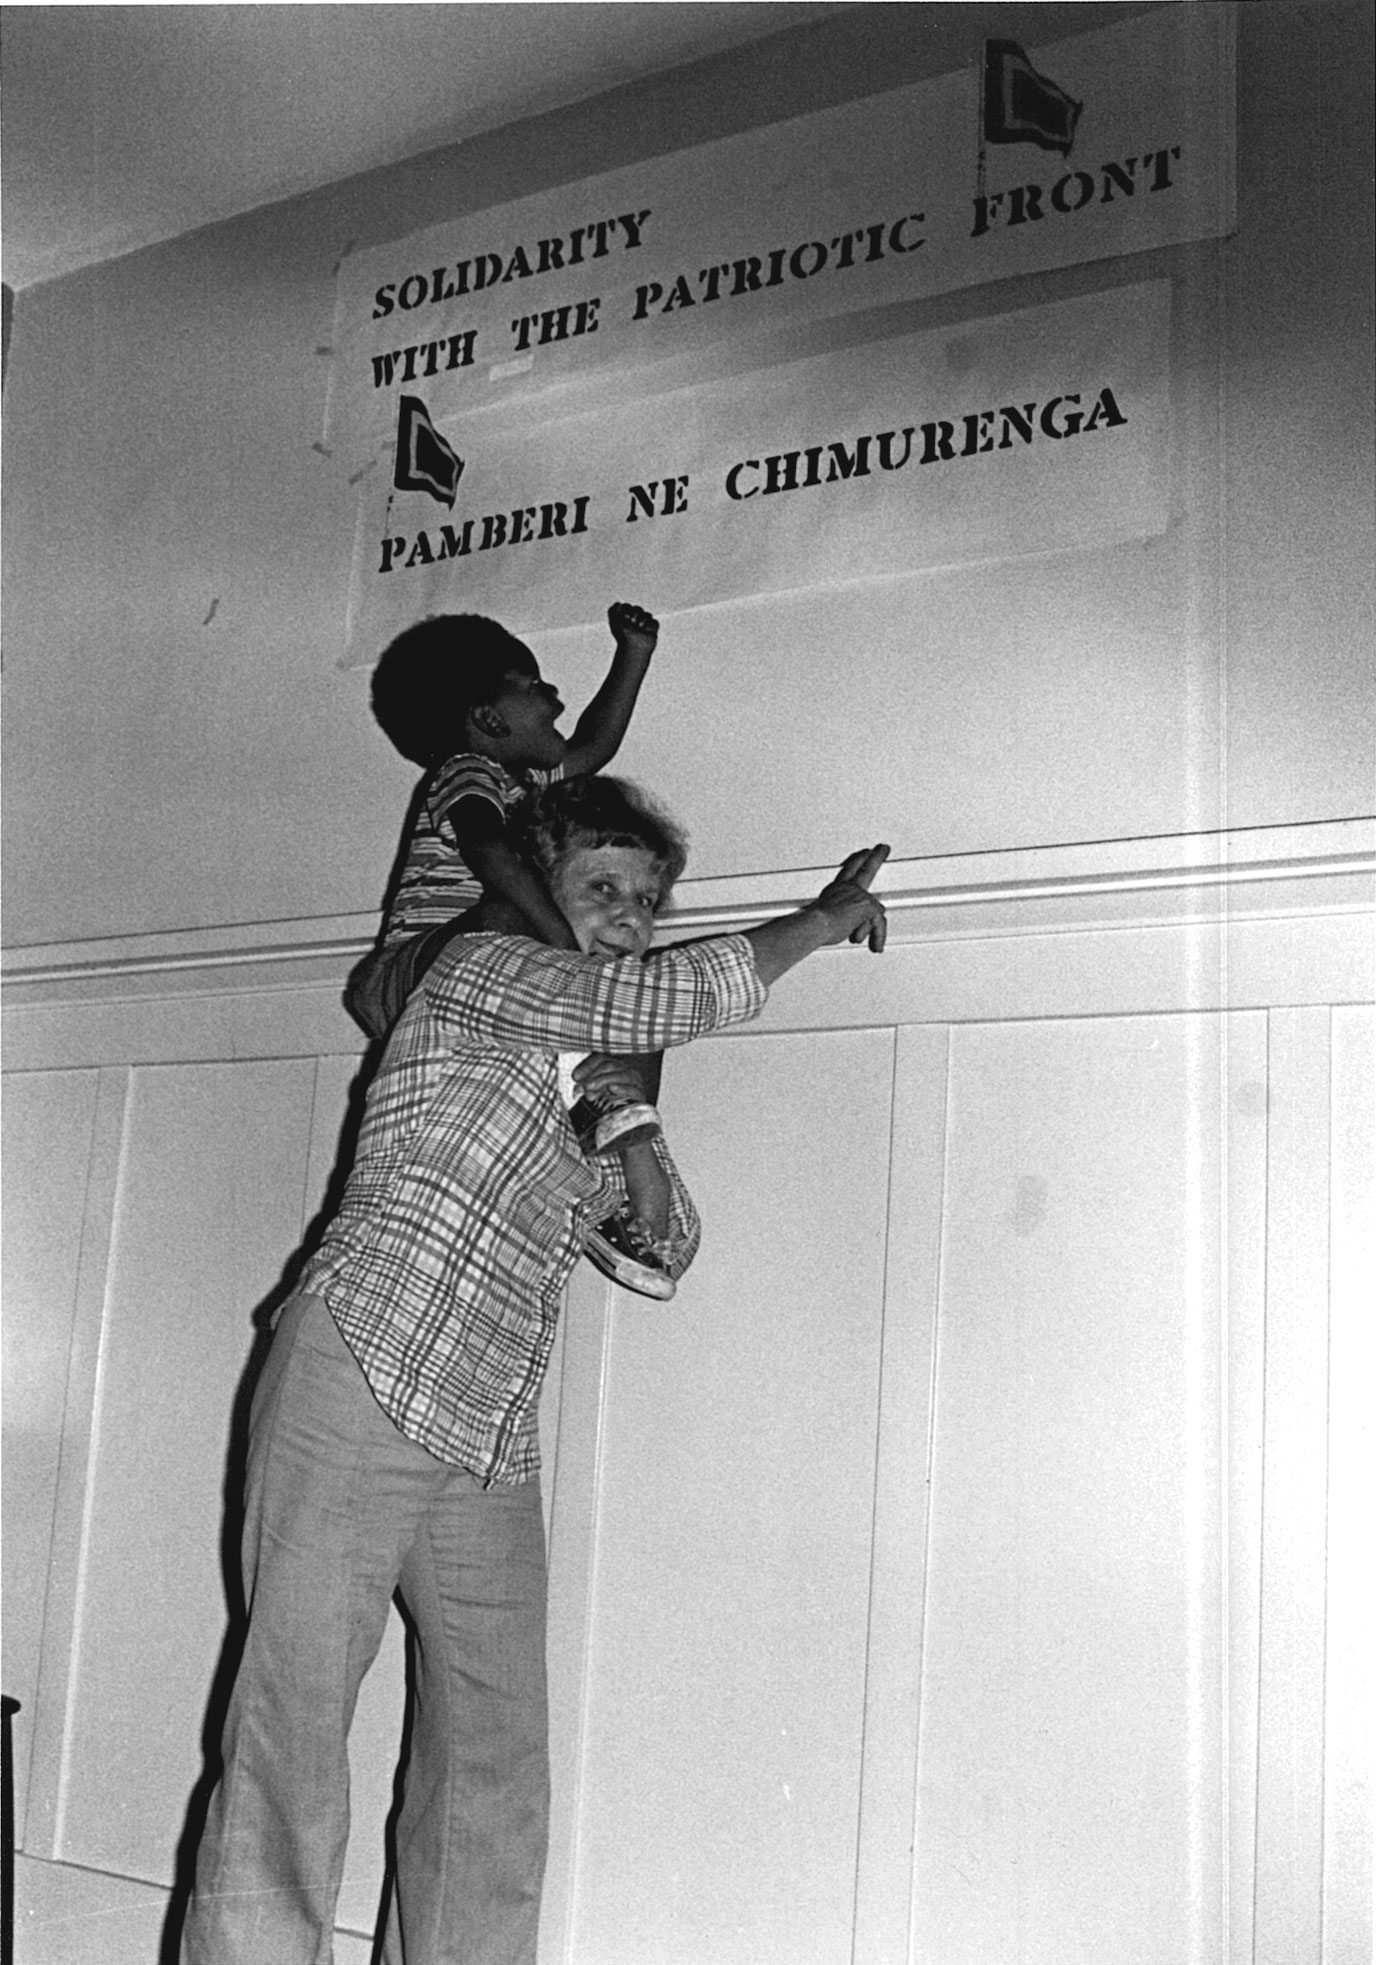 SOLIDARITY
WITH THE PATRIOTIC FRONT
PAMBERI NE CHIMURENGA